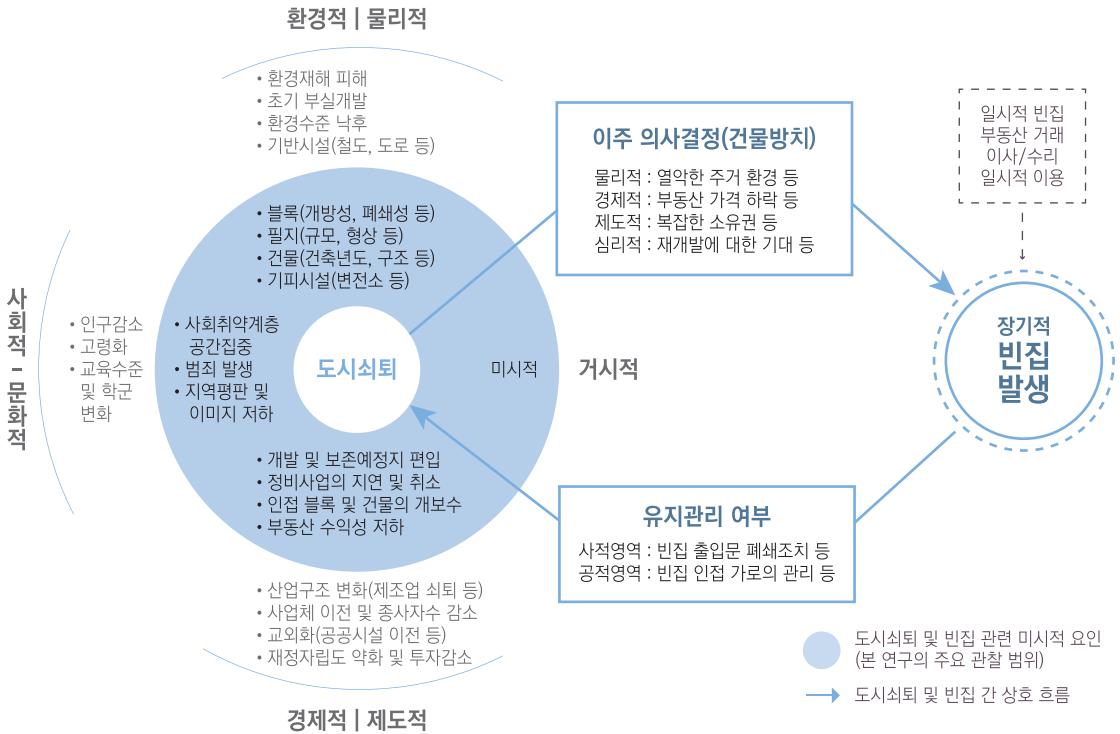 환경적 | 물리적
• 환경재해 피해
• 초기 부실개발
• 환경수준 낙후
• 기반시설(철도, 도로 등)
• 블록(개방성, 폐쇄성 등)
• 필지(규모, 형상 등)
• 건물(건축년도, 구조 등)
• 기피시설(변전소 등)
사회적 - 문화적
• 인구감소
• 고령화
• 교육수준
및 학군
변화
• 사회취약계층
공간집중
• 범죄 발생
• 지역평판 및
이미지 저하
도시쇠퇴
미시적
거시적
• 개발 및 보존예정지 편입
• 정비사업의 지연 및 취소
• 인접 블록 및 건물의 개보수
• 부동산 수익성 저하
• 산업구조 변화(제조업 쇠퇴 등)
• 사업체 이전 및 종사자수 감소
• 교외화(공공시설 이전 등)
• 재정자립도 약화 및 투자감소
경제적 | 제도적
이주 의사결정(건물방치)
물리적 : 열악한 주거 환경 등
경제적 : 부동산 가격 하락 등
제도적 : 복잡한 소유권 등
심리적 : 재개발에 대한 기대 등
일시적 빈집
부동산 거래
이사/수리
일시적 이용
장기적
빈집
발생
유지관리 여부
사적영역 : 빈집 출입문 폐쇄조치 등
공적영역 : 빈집 인접 가로의 관리 등
도시쇠퇴 및 빈집 관련 미시적 요인
(본 연구의 주요 관찰 범위)
도시쇠퇴 및 빈집 간 상호 흐름